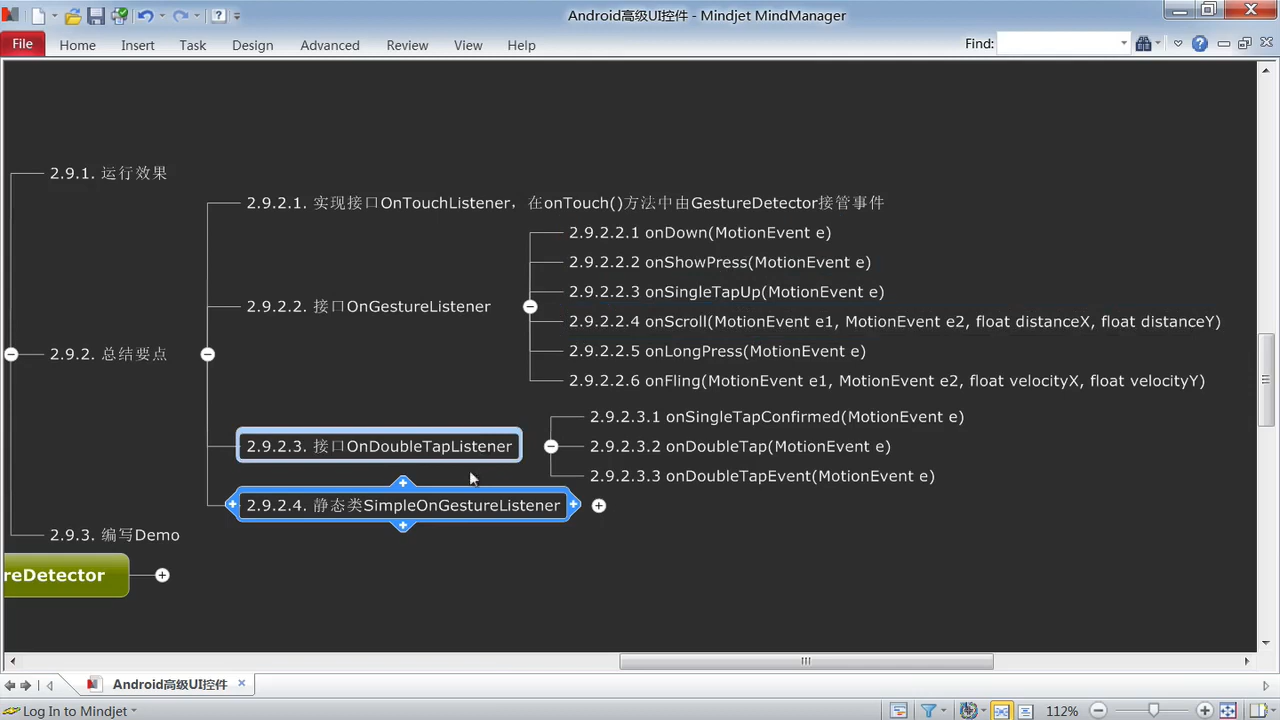 Android高级UI控件 - Mindjet MindManager
File Home Insert Task Design Advanced Review View Help Find:
2.9.1. 运行效果
2.9.2.1. 实现接口OnTouchListener，在onTouch()方法中由GestureDetector接管事件
2.9.2.2.1 onDown(MotionEvent e)
2.9.2.2.2 onShowPress(MotionEvent e)
2.9.2.2.3 onSingleTapUp(MotionEvent e)
2.9.2.2. 接口OnGestureListener
2.9.2.2.4 onScroll(MotionEvent e1, MotionEvent e2, float distanceX, float distanceY)
2.9.2. 总结要点
2.9.2.2.5 onLongPress(MotionEvent e)
2.9.2.2.6 onFling(MotionEvent e1, MotionEvent e2, float velocityX, float velocityY)
2.9.2.3.1 onSingleTapConfirmed(MotionEvent e)
2.9.2.3. 接口OnDoubleTapListener
2.9.2.3.2 onDoubleTap(MotionEvent e)
2.9.2.3.3 onDoubleTapEvent(MotionEvent e)
2.9.2.4. 静态类SimpleOnGestureListener
2.9.3. 编写Demo
reDetector
Android高级UI控件
Log In to Mindjet
112%